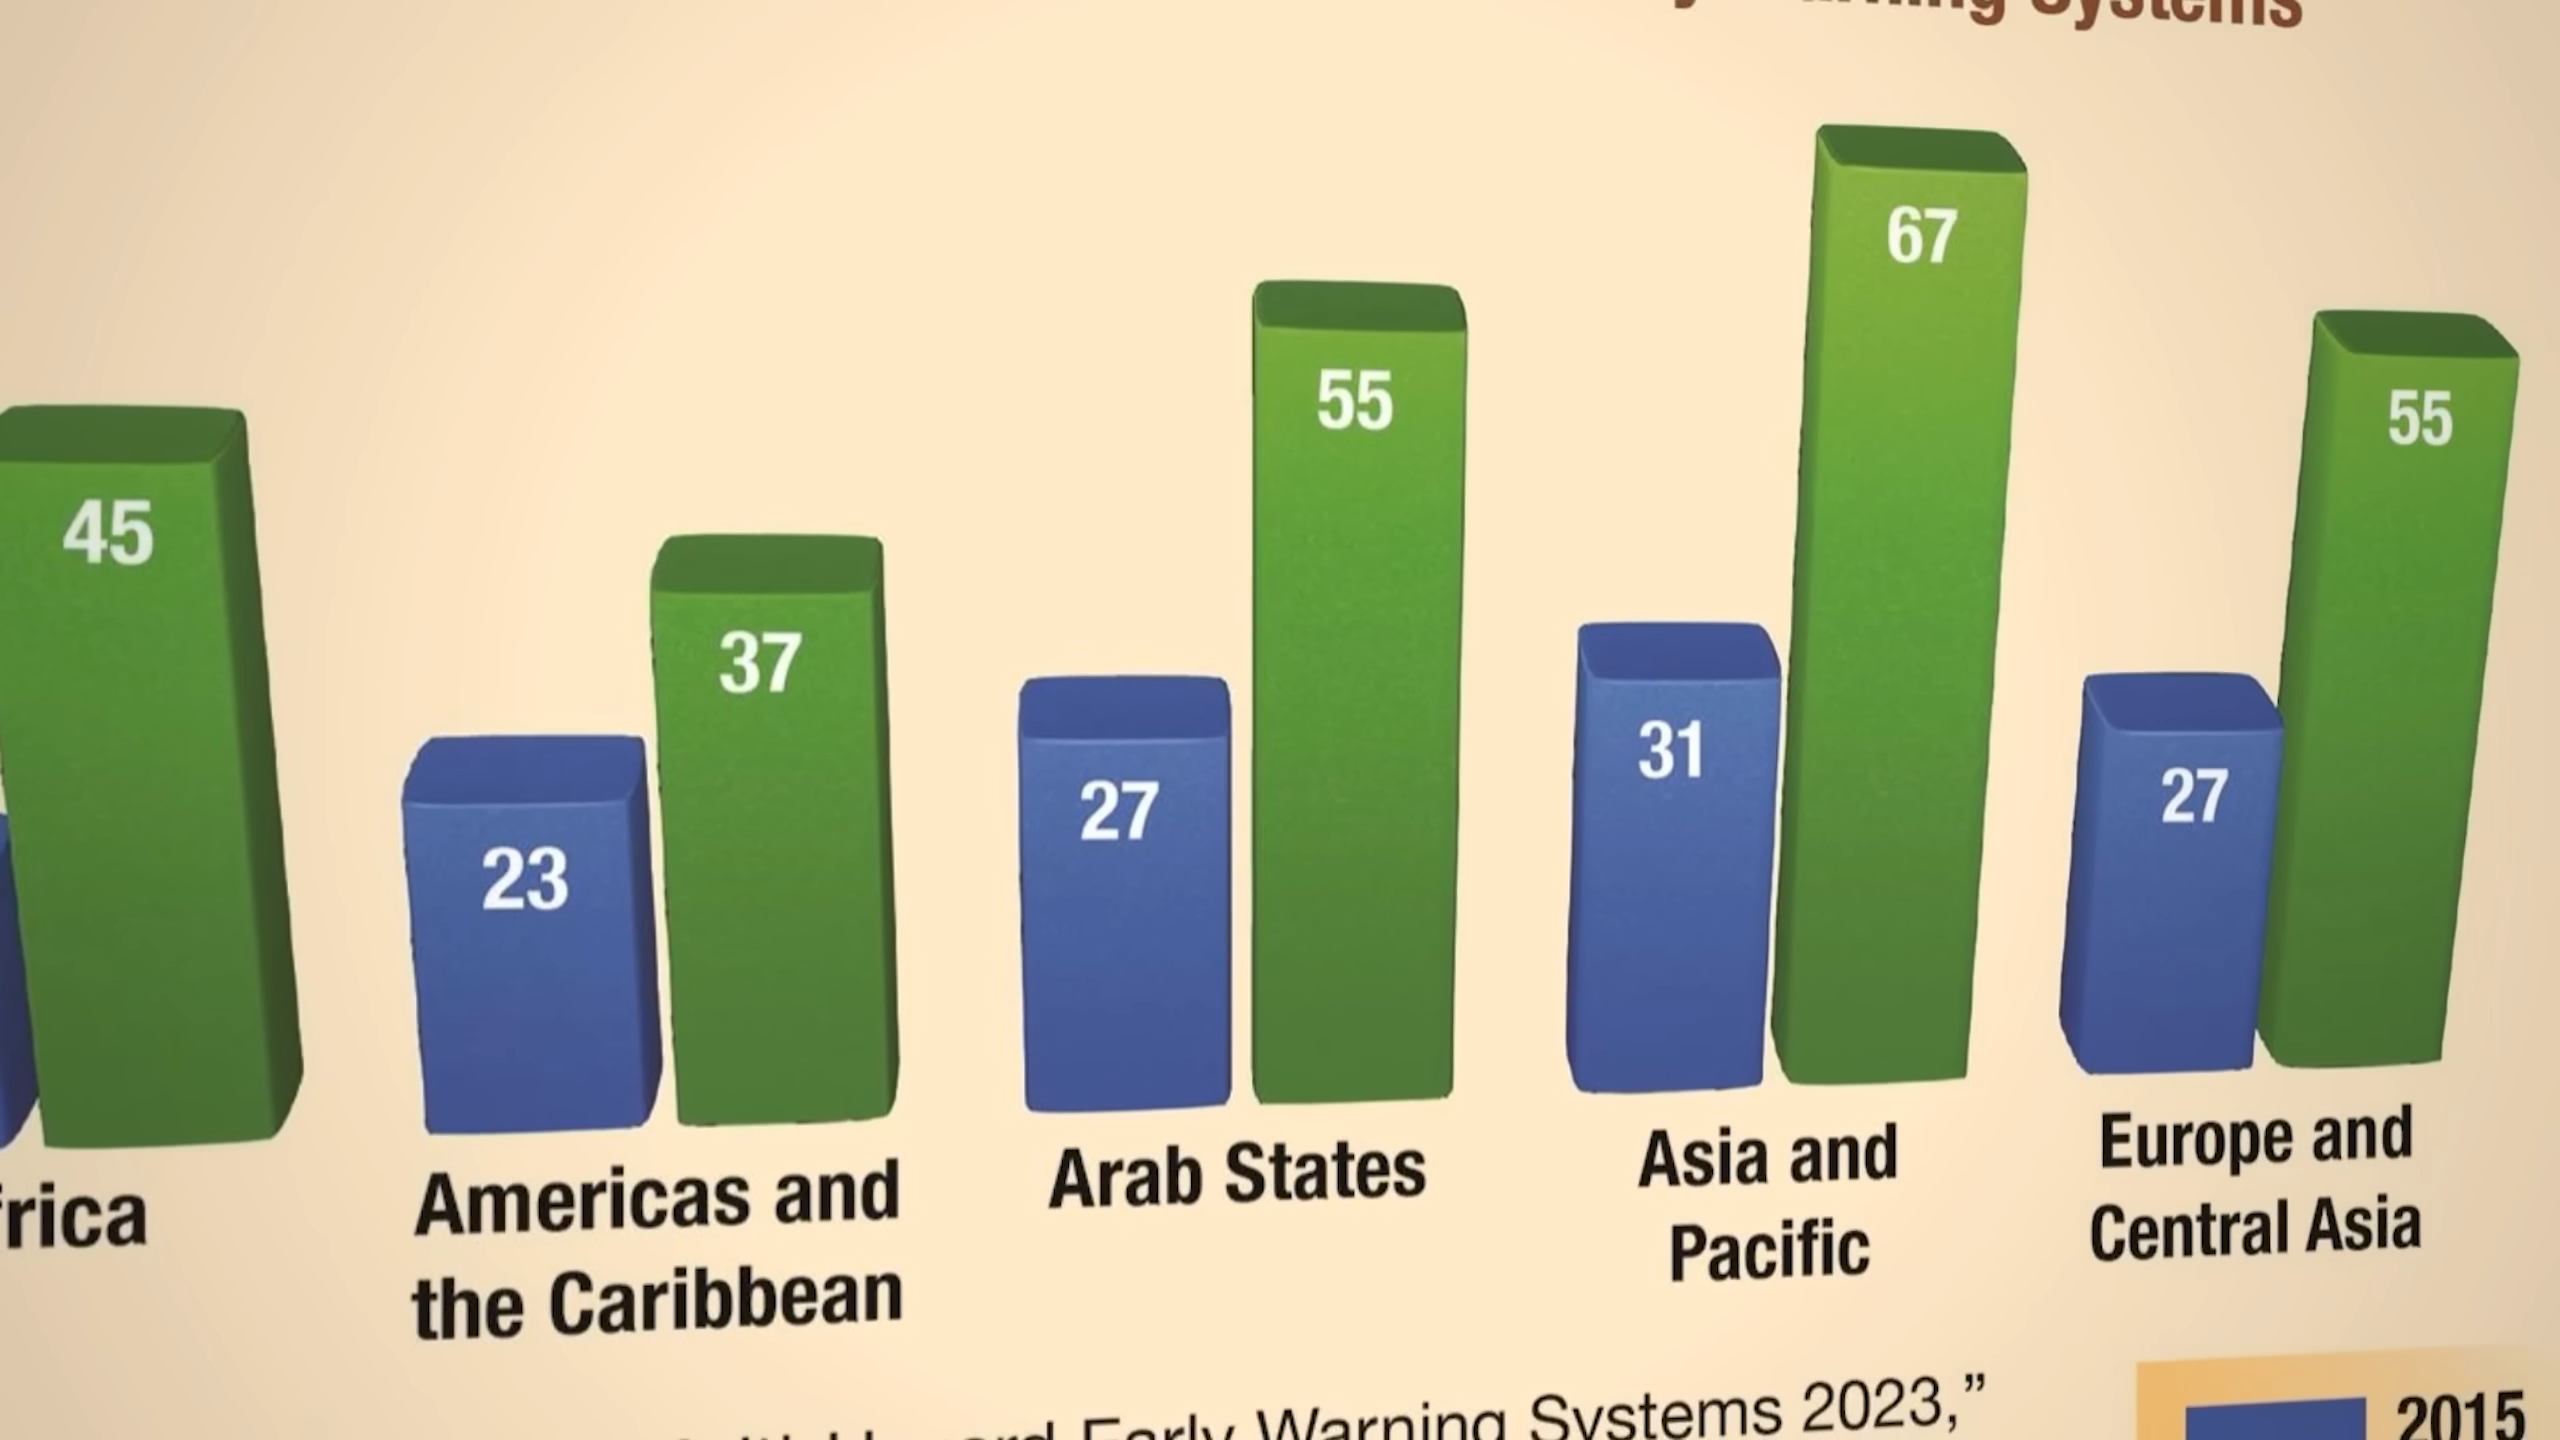 Systems
67
55
55
45
37
31
27
27
23
Arab States
Asia and
Pacific
Europe and
Central Asia
Americas and
the Caribbean
Early Warning Systems 2023,”
2015